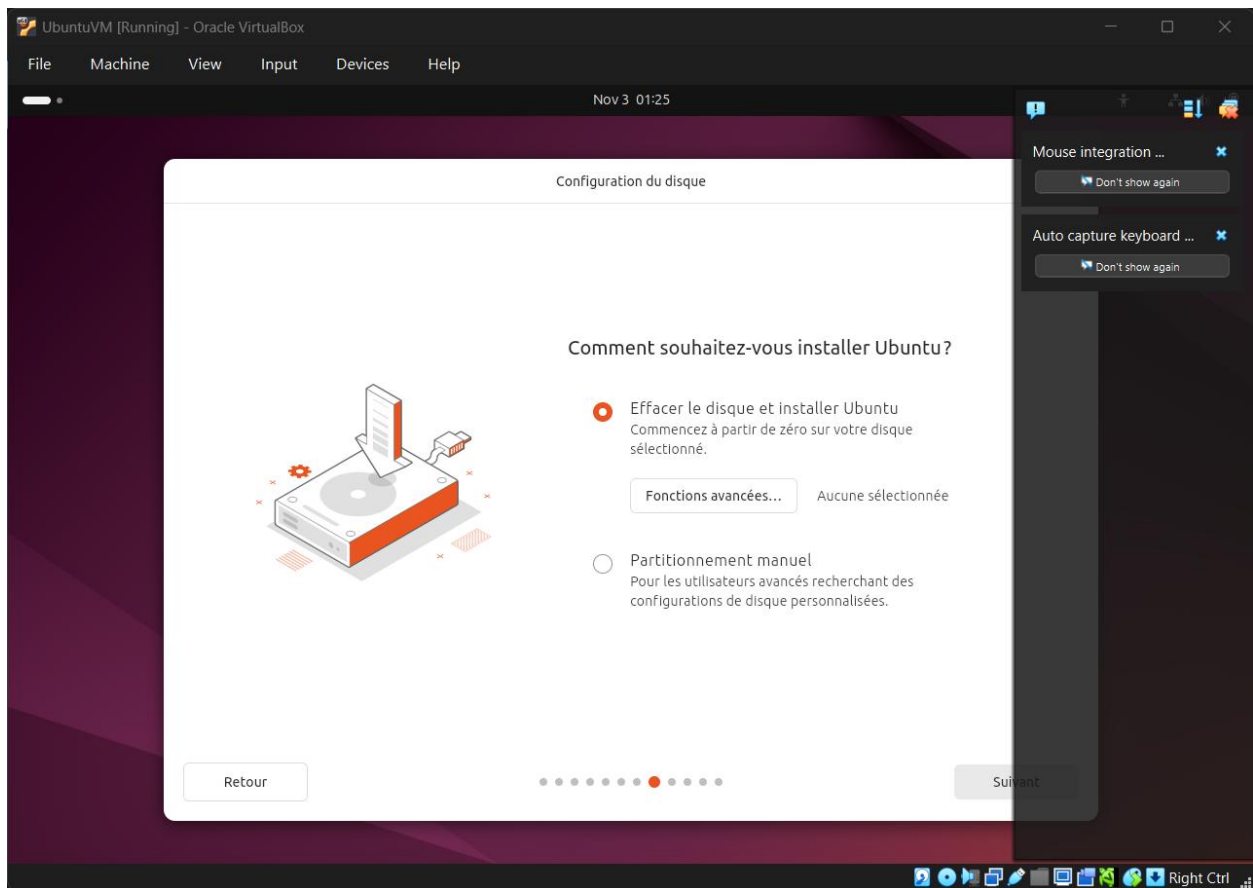 UbuntuVM [Running] - Oracle VirtualBox
File Machine View Input Devices Help
Nov 3 01:25
Mouse integration ...
Don't show again
Auto capture keyboard ...
Don't show again
Configuration du disque
Comment souhaitez-vous installer Ubuntu ?
Effacer le disque et installer Ubuntu
Commencez à partir de zéro sur votre disque
sélectionné.
Fonctions avancées... Aucune sélectionnée
Partitionnement manuel
Pour les utilisateurs avancés recherchant des
configurations de disque personnalisées.
Retour
Suivant
Right Ctrl